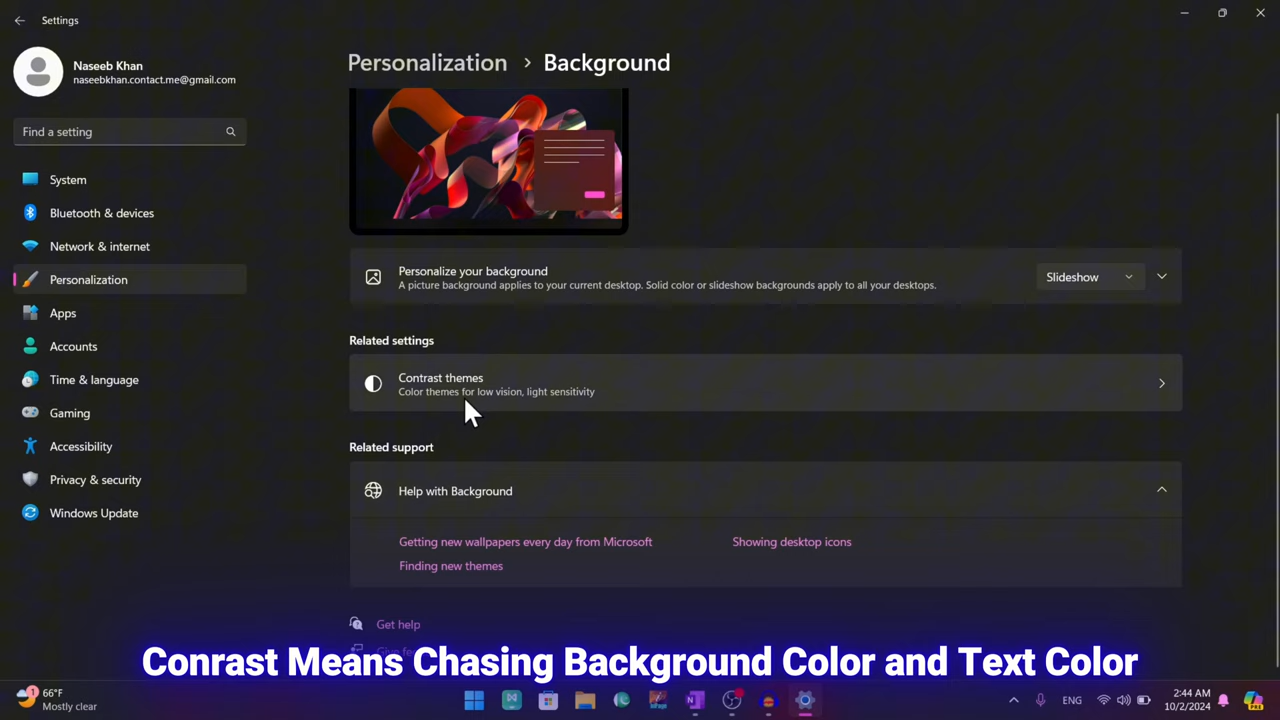 Settings
Naseeb Khan
naseebkhan.contact.me@gmail.com
Find a setting
System
Bluetooth & devices
Network & internet
Personalization
Apps
Accounts
Time & language
Gaming
Accessibility
Privacy & security
Windows Update
Personalization > Background
Personalize your background
A picture background applies to your current desktop. Solid color or slideshow backgrounds apply to all your desktops.
Slideshow
Related settings
Contrast themes
Color themes for low vision, light sensitivity
Related support
Help with Background
Getting new wallpapers every day from Microsoft
Showing desktop icons
Finding new themes
Get help
Conrast Means Chasing Background Color and Text Color
1
66°F
Mostly clear
ENG
2:44 AM
10/2/2024
PRE